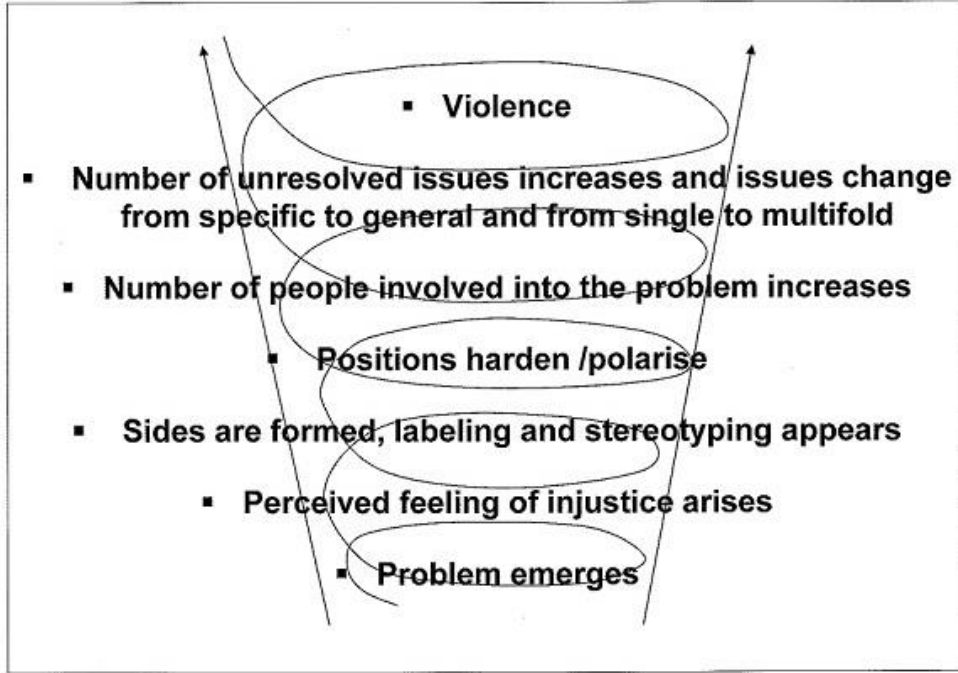 ▪ Violence
▪ Number of unresolved issues increases and issues change
from specific to general and from single to multifold
▪ Number of people involved into the problem increases
▪ Positions harden /polarise
▪ Sides are formed, labeling and stereotyping appears
▪ Perceived feeling of injustice arises
▪ Problem emerges